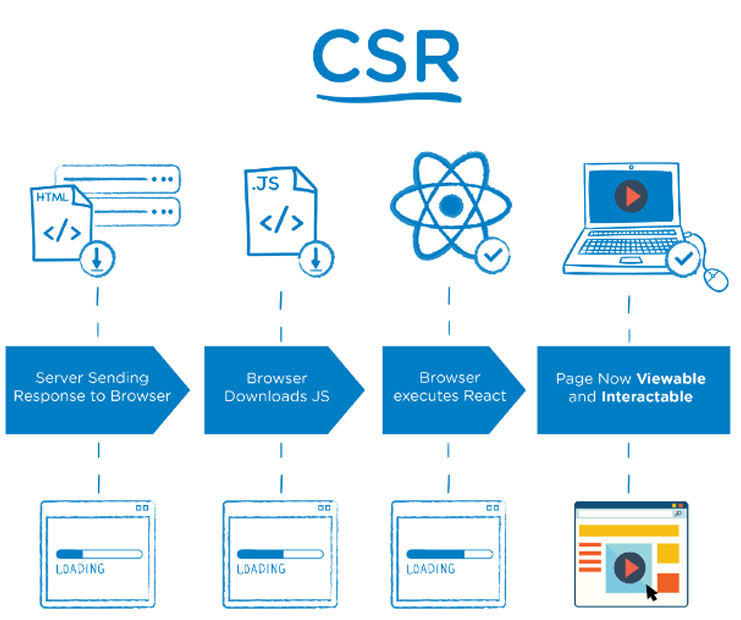 CSR
HTML
</>
.JS
</>
Server Sending
Response to Browser
Browser
Downloads JS
Browser
executes React
Page Now Viewable
and Interactable
LOADING
LOADING
LOADING